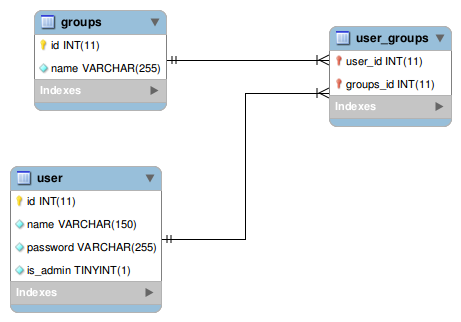 groups
id INT(11)
name VARCHAR(255)
Indexes
user_groups
user_id INT(11)
groups_id INT(11)
Indexes
user
id INT(11)
name VARCHAR(150)
password VARCHAR(255)
is_admin TINYINT(1)
Indexes